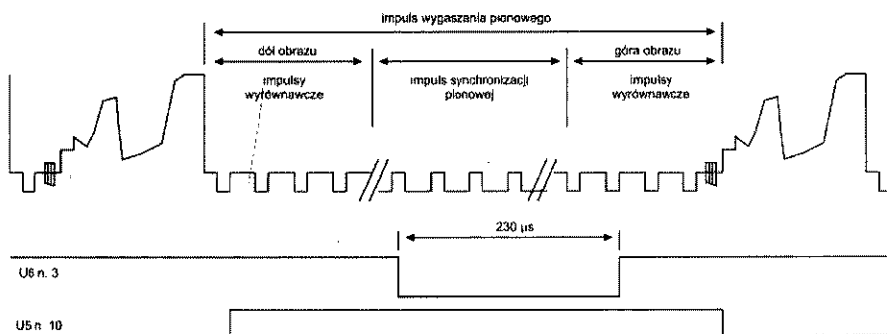 impuls wygaszania pionowego
dół obrazu
góra obrazu
impulsy
wyrównawcze
impuls synchronizacji
pionowej
impulsy
wyrównawcze
230 µs
U6 n. 3
U5 n. 10